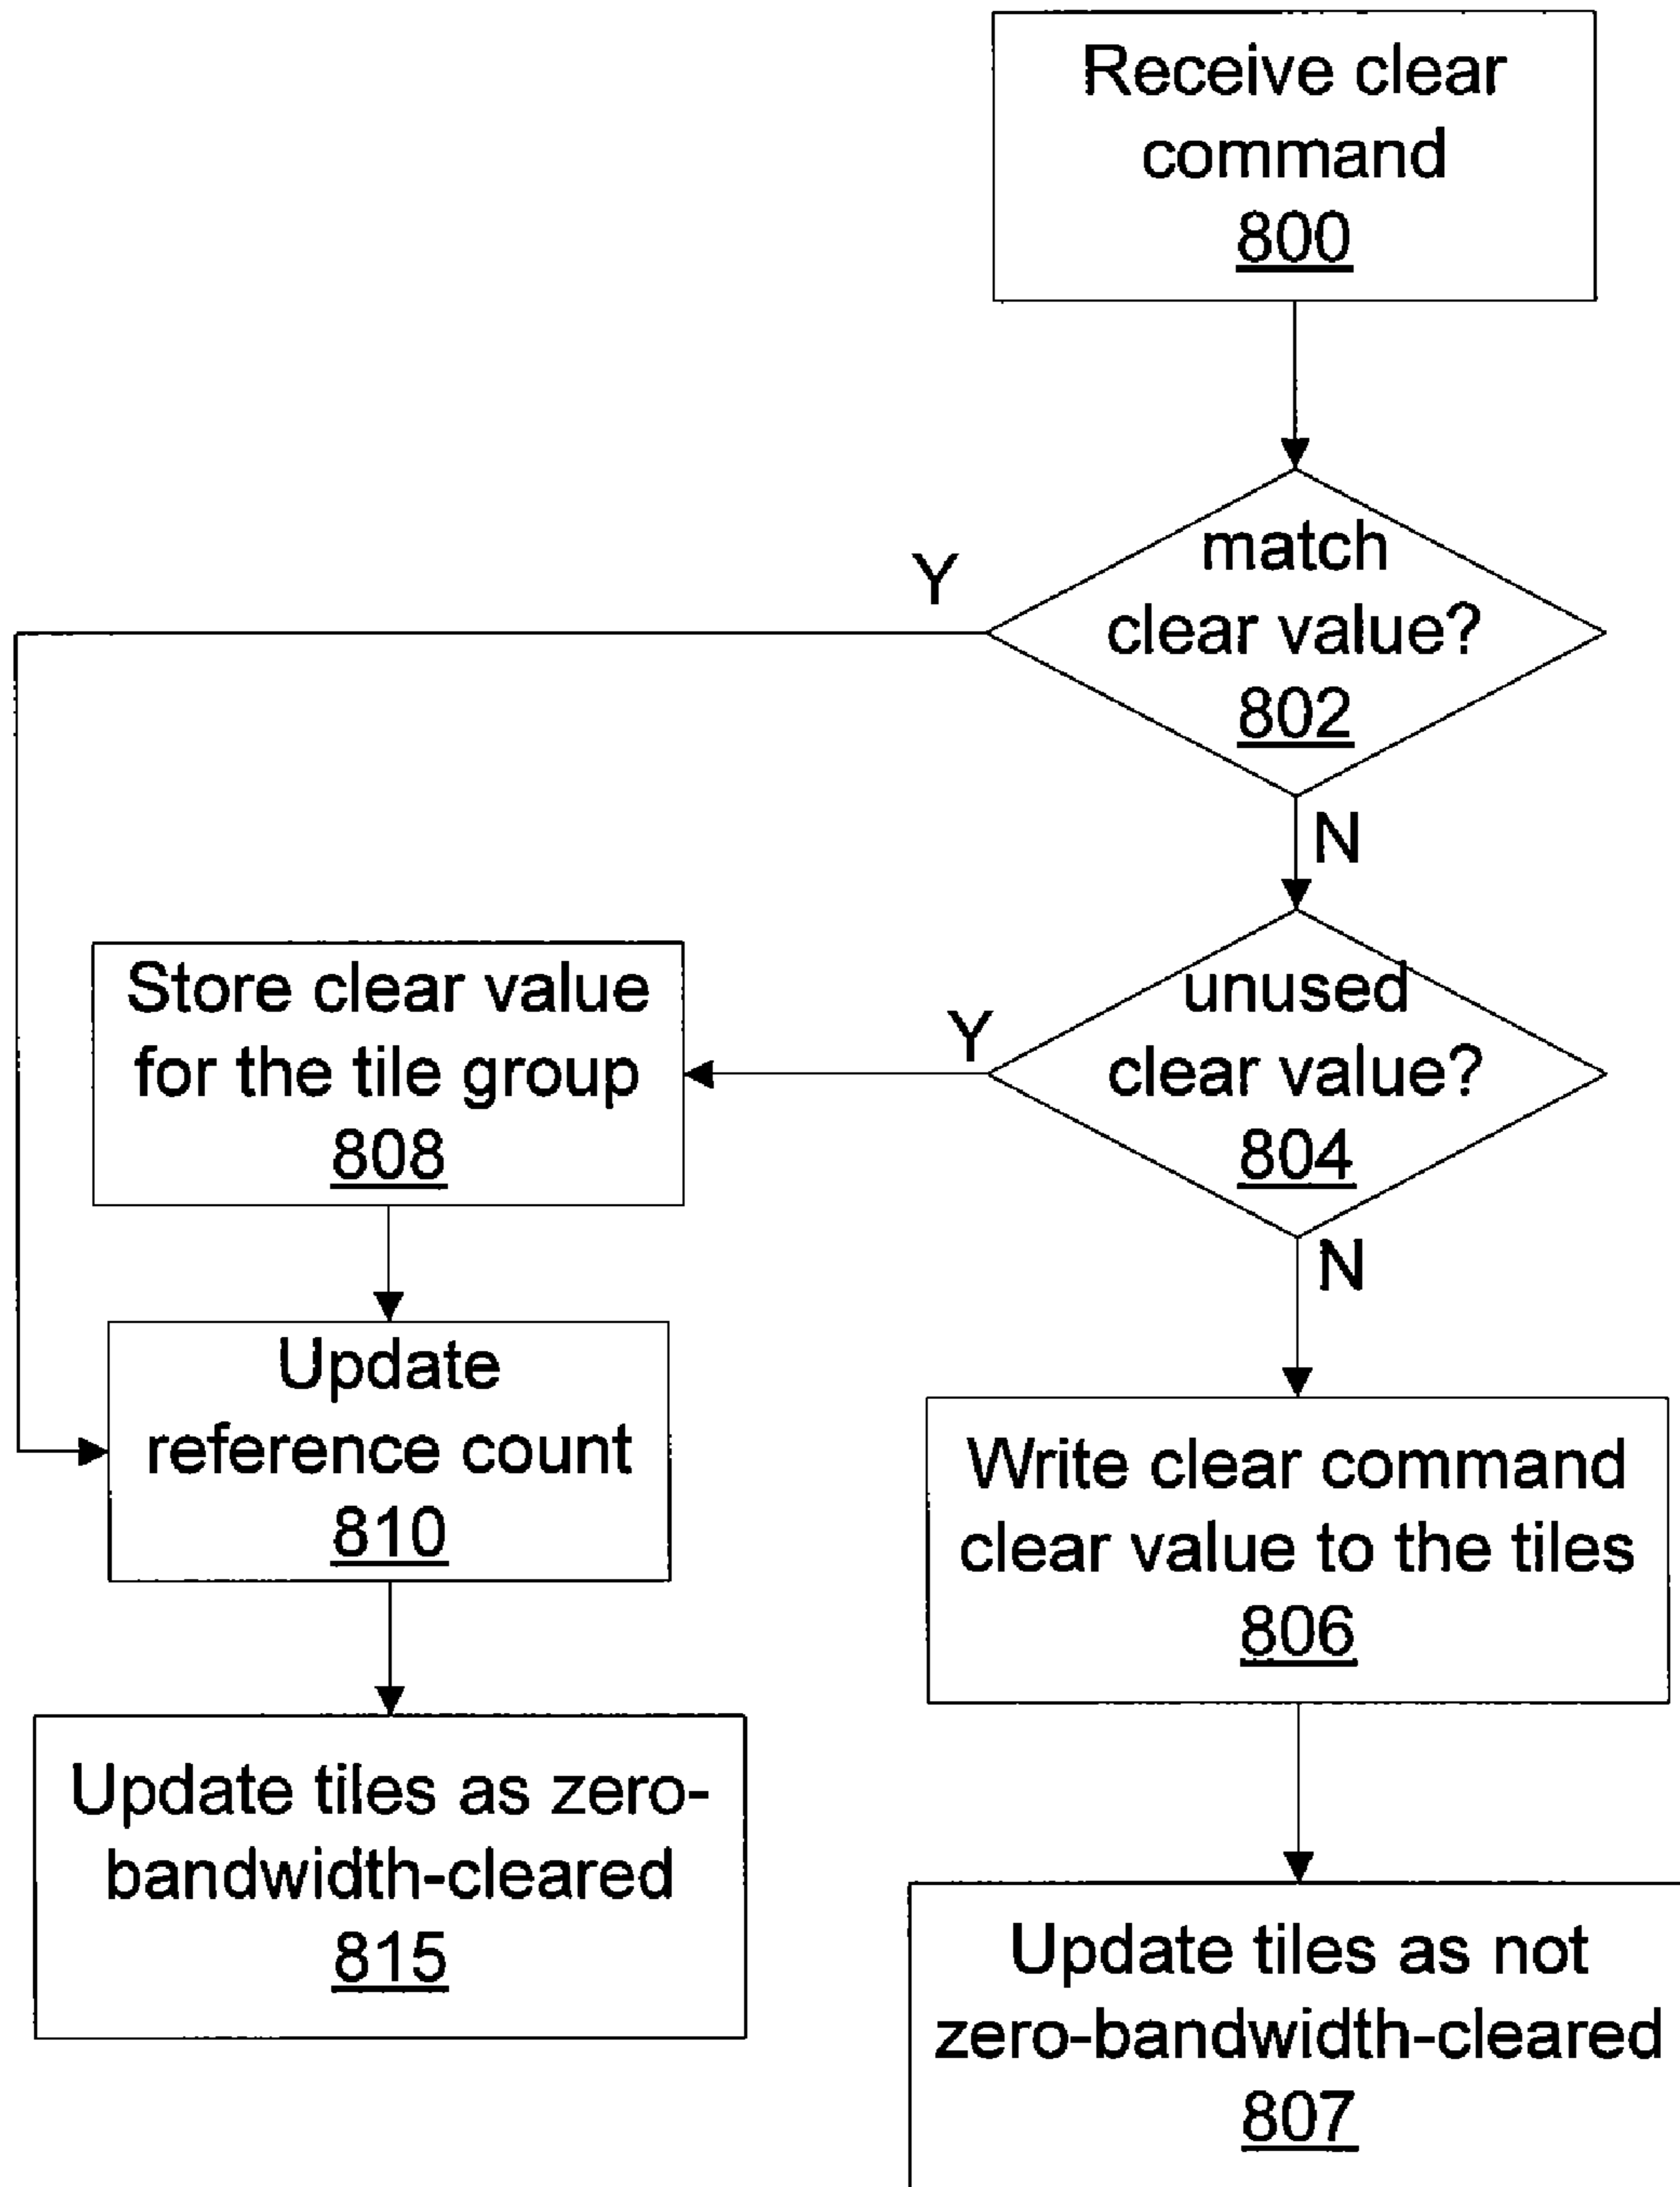 Receive clear
command
800
match
clear value?
802
Y
N
unused
clear value?
804
Y
N
Store clear value
for the tile group
808
Update
reference count
810
Write clear command
clear value to the tiles
806
Update tiles as zero-
bandwidth-cleared
815
Update tiles as not
zero-bandwidth-cleared
807